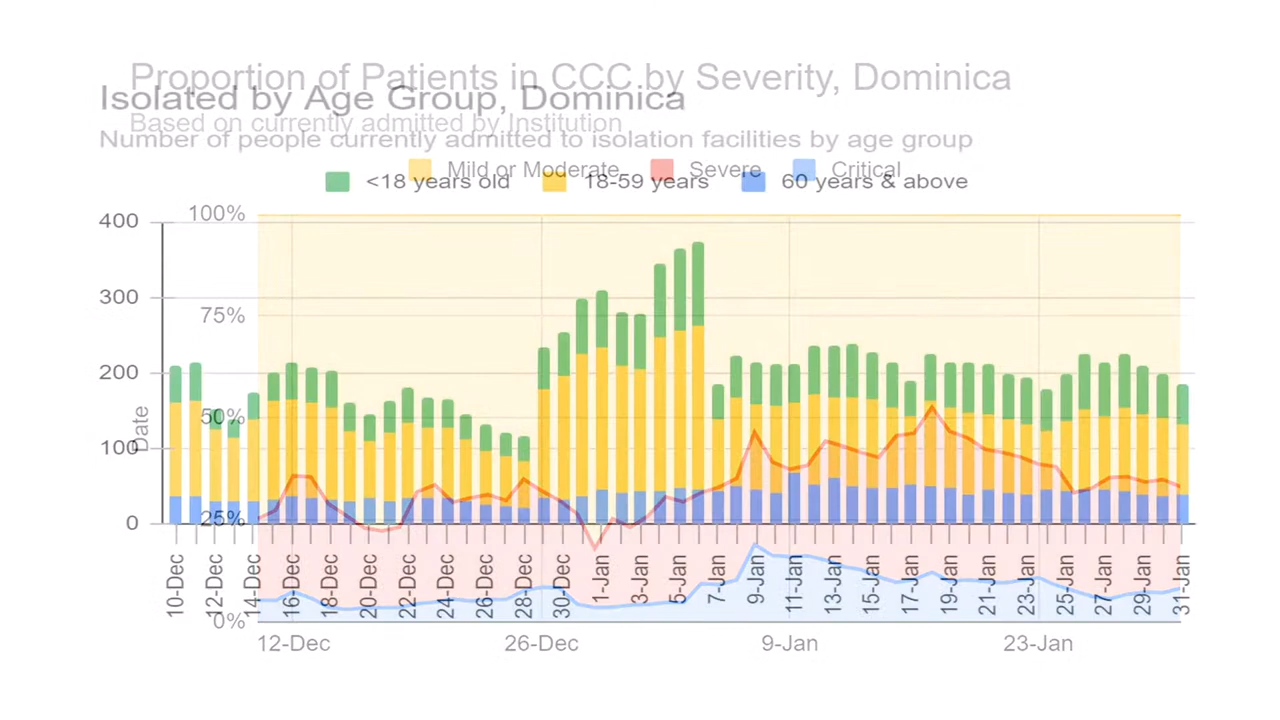 Proportion of Patients in CCC by Severity, Dominica
Isolated by Age Group, Dominica
Based on currently admitted by Institution
Number of people currently admitted to isolation facilities by age group
Mild or Moderate Severe Critical
<18 years old 18-59 years 60 years & above
100%
400
300
75%
200
50%
Date
100
25%
0
0%
10-Dec 12-Dec 14-Dec 16-Dec 18-Dec 20-Dec 22-Dec 24-Dec 26-Dec 28-Dec 30-Dec 1-Jan 3-Jan 5-Jan 7-Jan 9-Jan 11-Jan 13-Jan 15-Jan 17-Jan 19-Jan 21-Jan 23-Jan 25-Jan 27-Jan 29-Jan 31-Jan
12-Dec 26-Dec 9-Jan 23-Jan